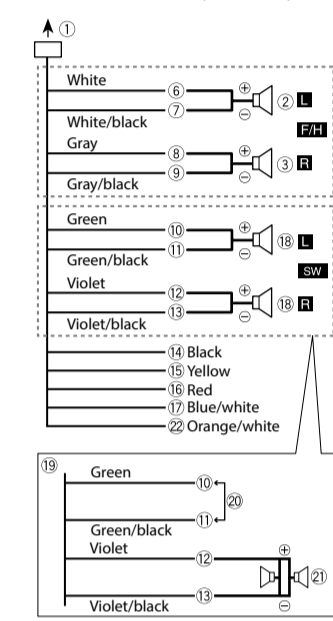 ①
White
⑥ ⊕
② L
⑦
White/black ⊖
F/H
Gray
⑧ ⊕
③ R
⑨
Gray/black ⊖
Green
⑩ ⊕
⑱ L
⑪
Green/black ⊖
SW
Violet
⑫ ⊕
⑱ R
⑬
Violet/black ⊖
⑭ Black
⑮ Yellow
⑯ Red
⑰ Blue/white
㉒ Orange/white
⑲
Green
⑩
⑳
⑪
Green/black
Violet
⑫ ⊕
㉑
⑬
Violet/black ⊖